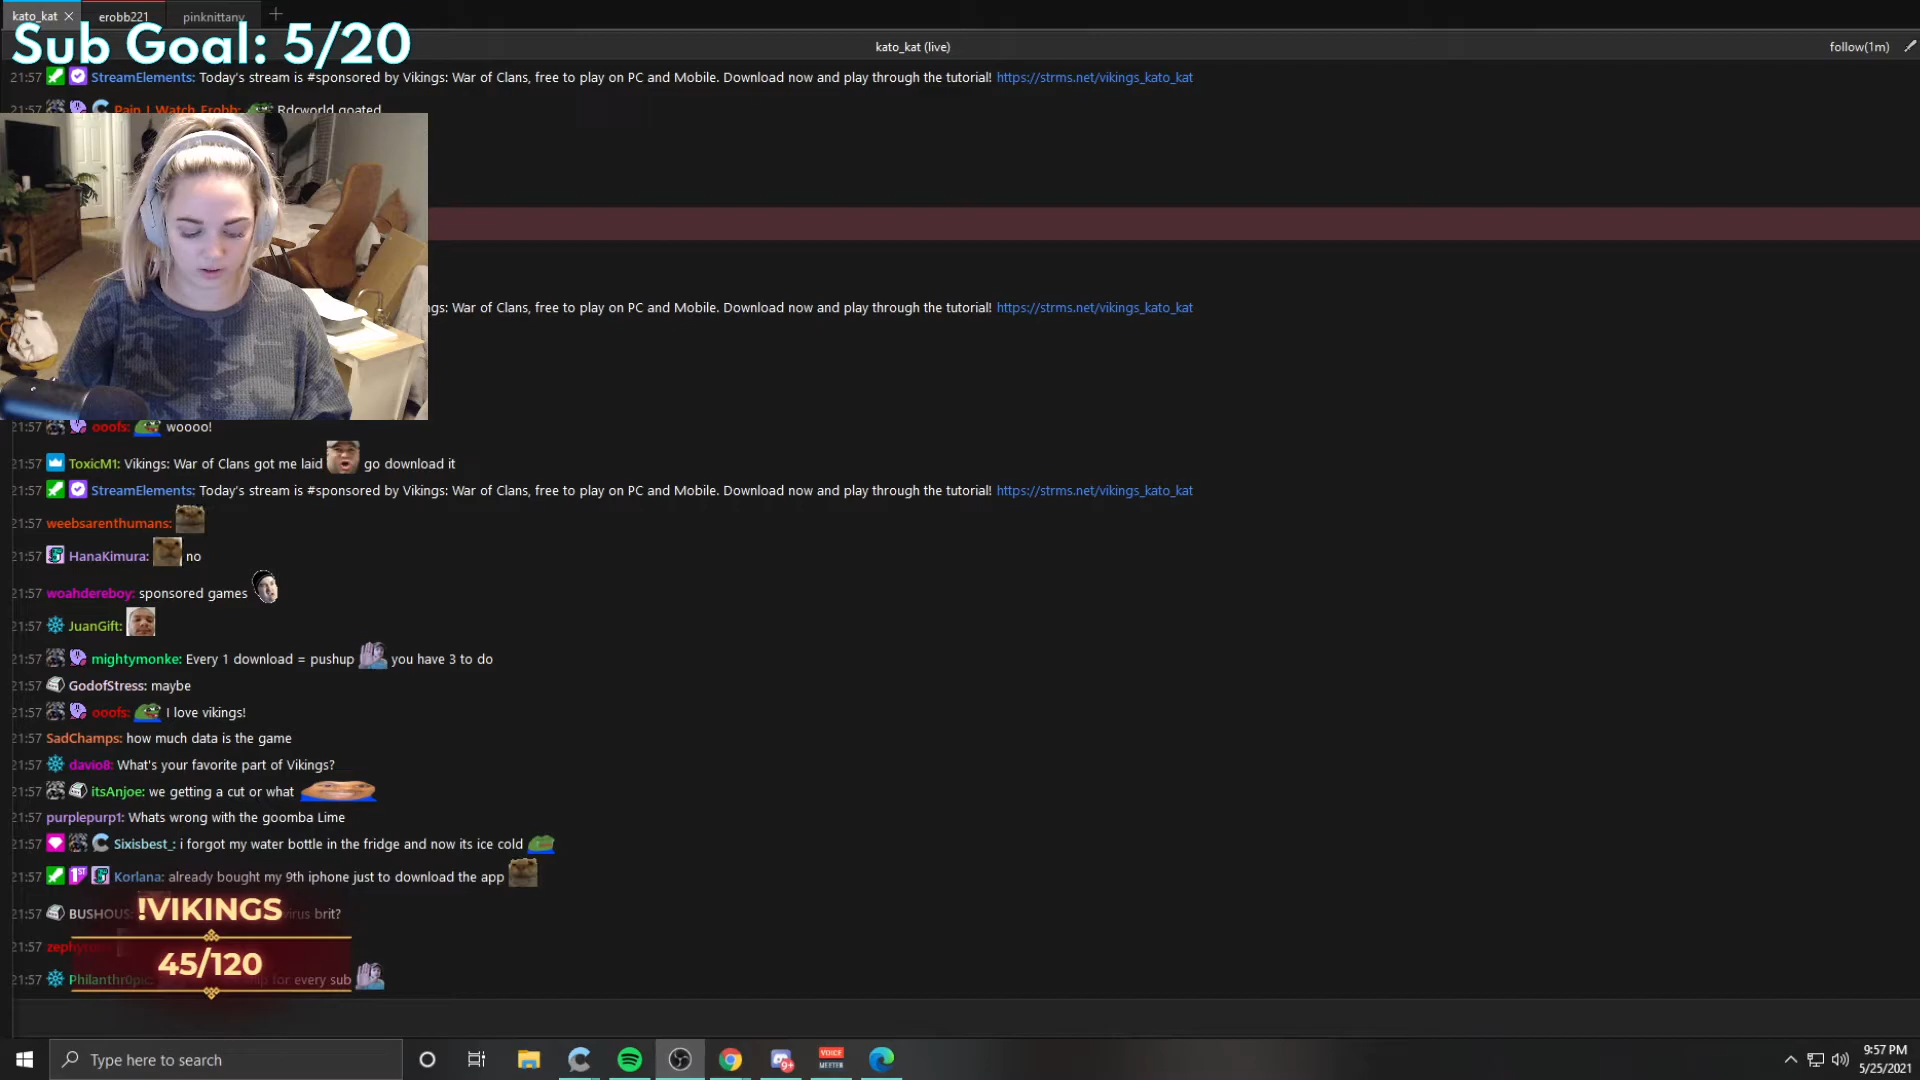 kato_kat
erobb221
pinknittany
Sub Goal: 5/20
kato_kat (live)
follow(1m)
21:57 StreamElements: Today's stream is #sponsored by Vikings: War of Clans, free to play on PC and Mobile. Download now and play through the tutorial! https://strms.net/vikings_kato_kat
21:57 Pain_I_Watch_Erobb: Rdcworld goated
gs: War of Clans, free to play on PC and Mobile. Download now and play through the tutorial! https://strms.net/vikings_kato_kat
21:57 ooofs: woooo!
21:57 ToxicM1: Vikings: War of Clans got me laid go download it
21:57 StreamElements: Today's stream is #sponsored by Vikings: War of Clans, free to play on PC and Mobile. Download now and play through the tutorial! https://strms.net/vikings_kato_kat
21:57 weebsarenthumans:
21:57 HanaKimura: no
21:57 woahdereboy: sponsored games
21:57 JuanGift:
21:57 mightymonke: Every 1 download = pushup you have 3 to do
21:57 GodofStress: maybe
21:57 ooofs: I love vikings!
21:57 SadChamps: how much data is the game
21:57 davio8: What's your favorite part of Vikings?
21:57 itsAnjoe: we getting a cut or what
21:57 purplepurp1: Whats wrong with the goomba Lime
21:57 Sixisbest_: i forgot my water bottle in the fridge and now its ice cold
21:57 1ST Korlana: already bought my 9th iphone just to download the app
21:57 BUSHOUS: virus brit?
!VIKINGS
21:57
45/120
21:57 Philanthr0pic: for every sub
Type here to search
9+
VOICE
MEETER
9:57 PM
5/25/2021